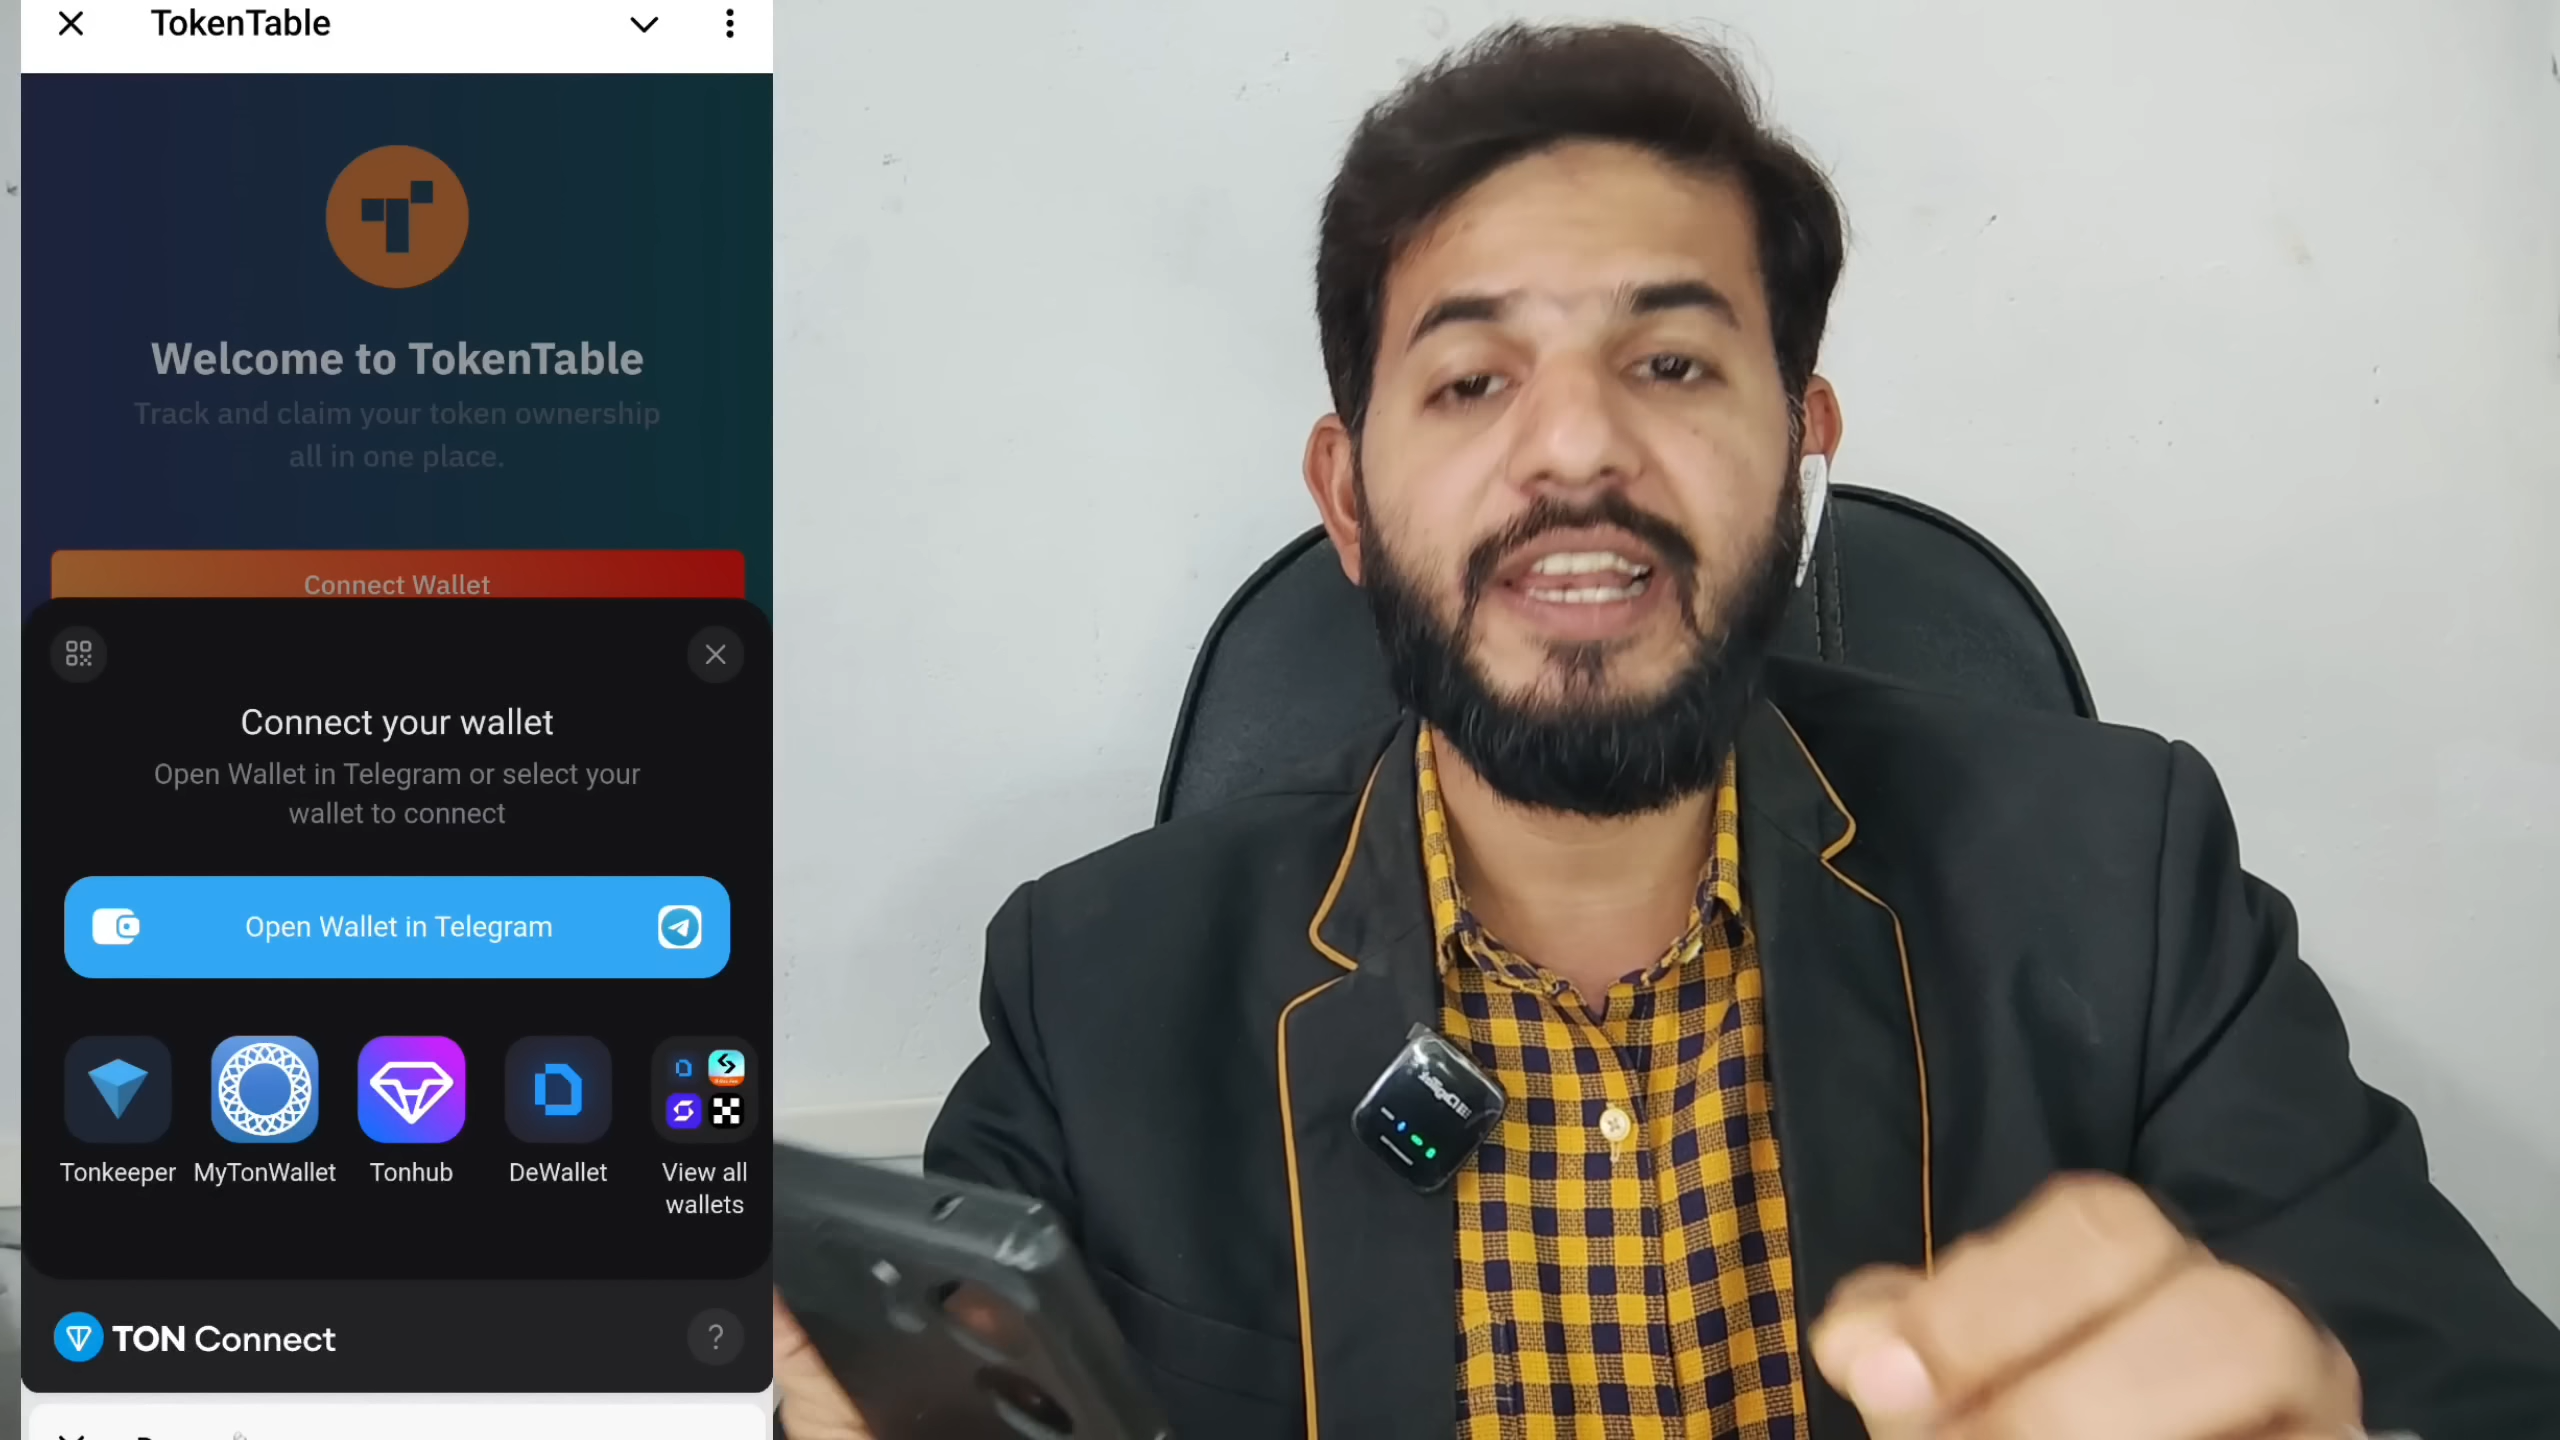 TokenTable
Welcome to TokenTable
Track and claim your token ownership
all in one place.
Connect Wallet
Connect your wallet
Open Wallet in Telegram or select your
wallet to connect
Open Wallet in Telegram
Tonkeeper
MyTonWallet
Tonhub
DeWallet
View all
wallets
TON Connect
?